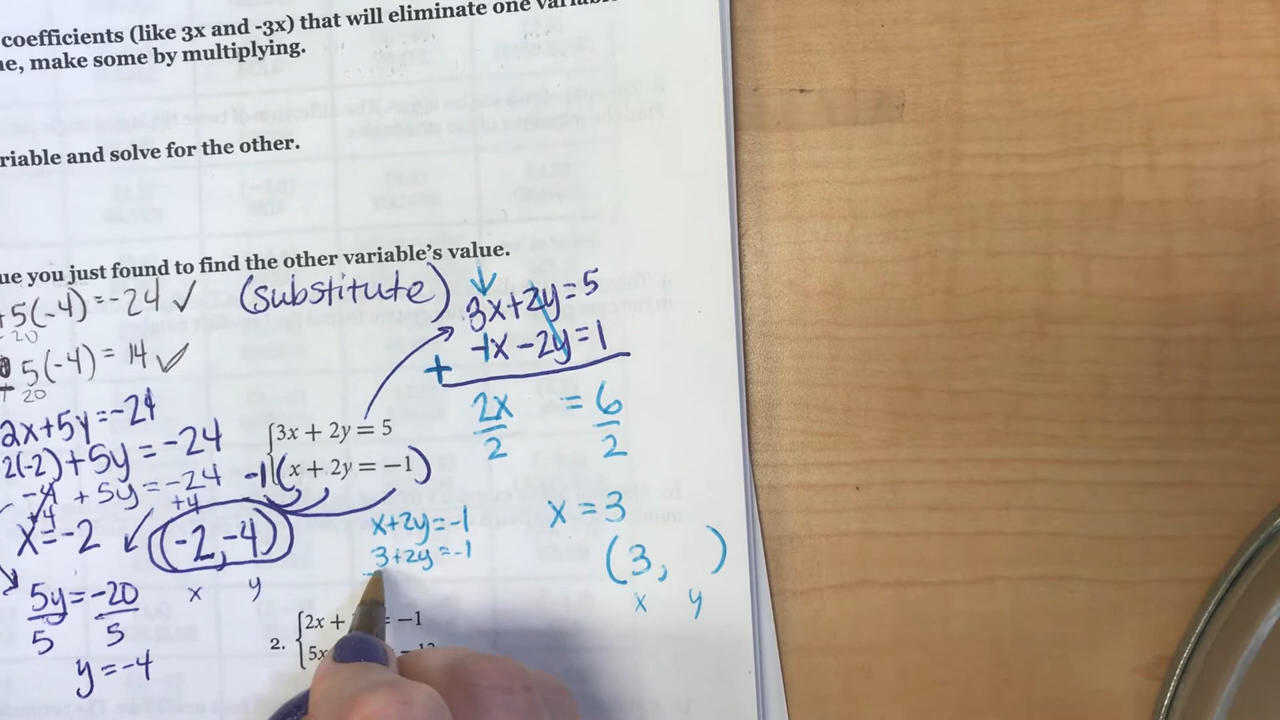 coefficients (like 3x and -3x) that will eliminate one
, make some by multiplying.
riable and solve for the other.
ue you just found to find the other variable's value.
+5(-4)=-24 ✓
-20
5(-4)=14 ✓
+20
2x+5y=-24
2(-2)+5y=-24
-4+5y=-24
+4 +4
x=-2
(-2,-4)
x y
5y=-20
5 5
y=-4
(substitute)
3x+2y=5
-1x-2y=1
+
2x =6
2 2
x=3
(3, )
x y
3x + 2y = 5
-1(x + 2y = −1)
x+2y=-1
3+2y=-1
-
2. 2x + = −1
5x